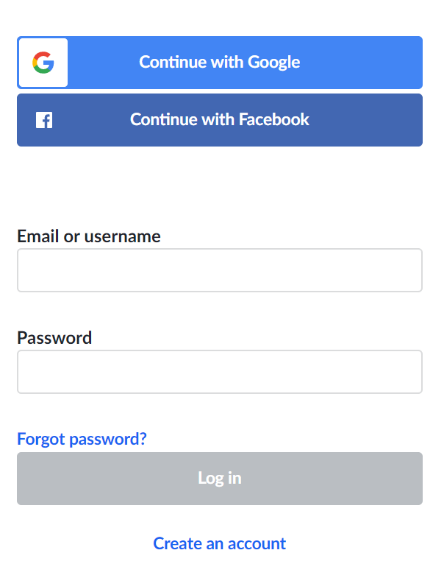 Continue with Google
Continue with Facebook
Email or username
Password
Forgot password?
Log in
Create an account